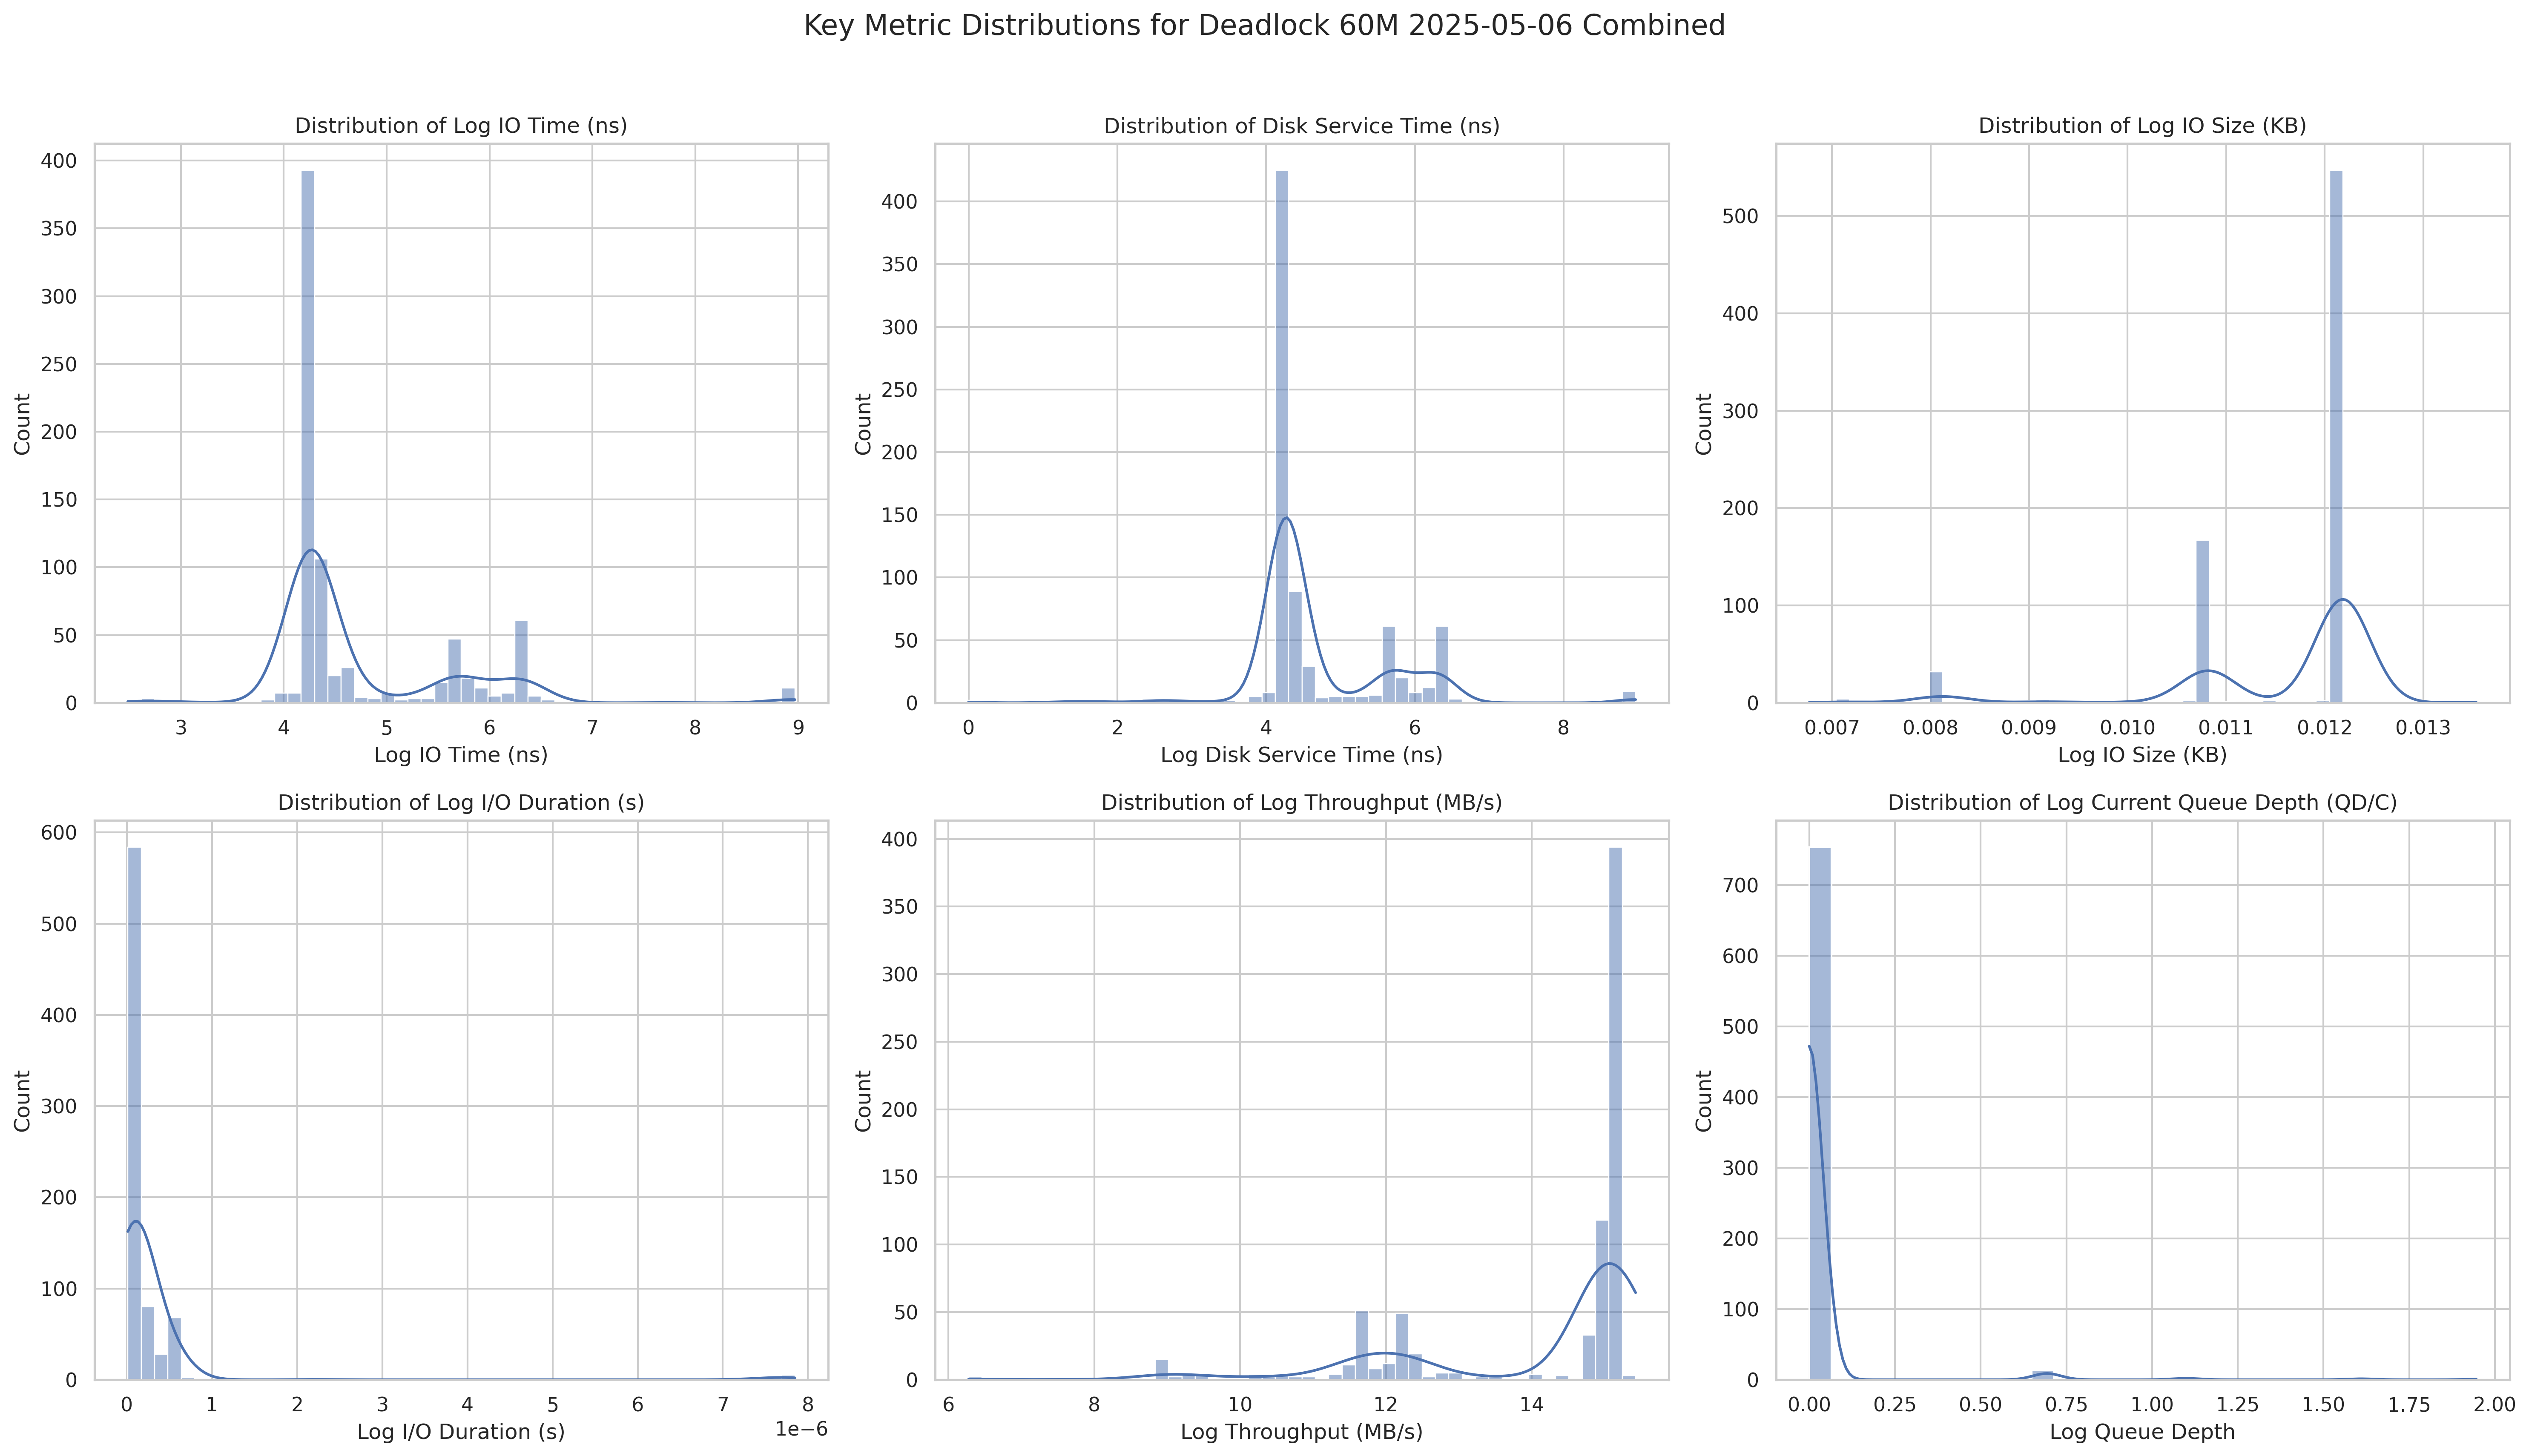 Key Metric Distributions for Deadlock 60M 2025-05-06 Combined
Distribution of Log IO Time (ns)
400
350
300
250
200
150
100
50
0
Count
3 4 5 6 7 8 9
Log IO Time (ns)
Distribution of Disk Service Time (ns)
400
350
300
250
200
150
100
50
0
Count
0 2 4 6 8
Log Disk Service Time (ns)
Distribution of Log IO Size (KB)
500
400
300
200
100
0
Count
0.007 0.008 0.009 0.010 0.011 0.012 0.013
Log IO Size (KB)
Distribution of Log I/O Duration (s)
600
500
400
300
200
100
0
Count
0 1 2 3 4 5 6 7 8
1e−6
Log I/O Duration (s)
Distribution of Log Throughput (MB/s)
400
350
300
250
200
150
100
50
0
Count
6 8 10 12 14
Log Throughput (MB/s)
Distribution of Log Current Queue Depth (QD/C)
700
600
500
400
300
200
100
0
Count
0.00 0.25 0.50 0.75 1.00 1.25 1.50 1.75 2.00
Log Queue Depth